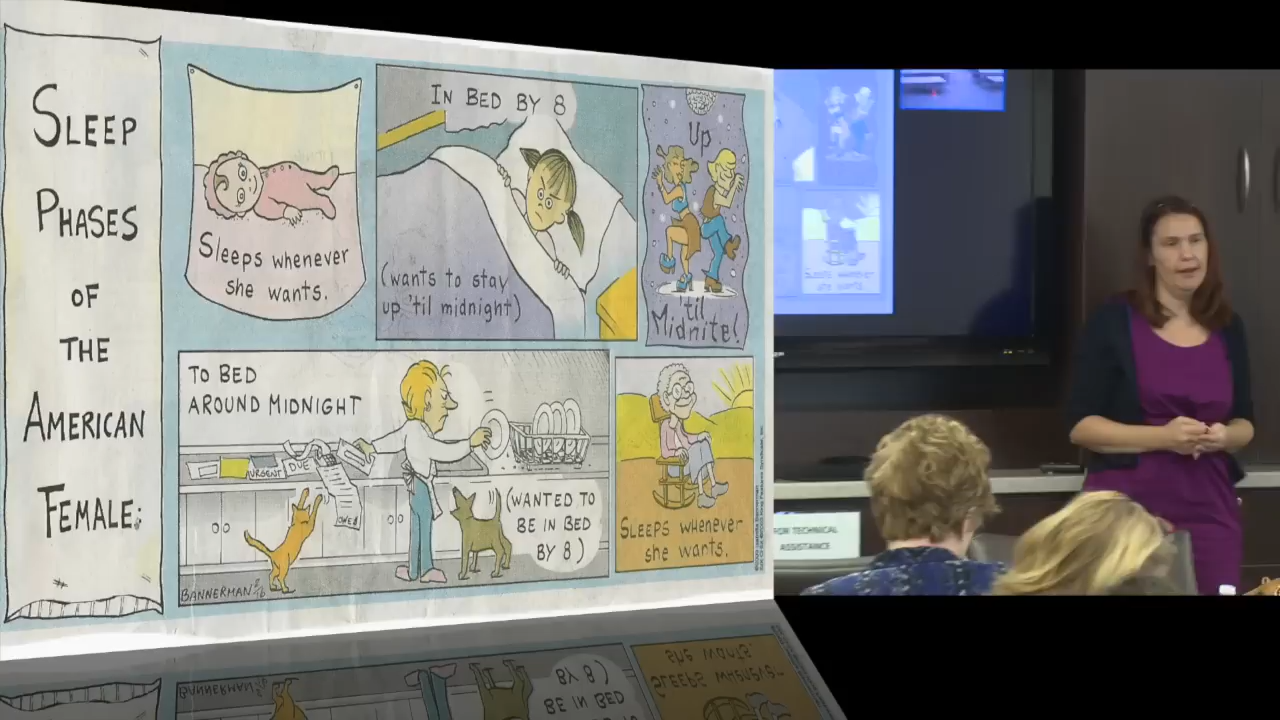 SLEEP
PHASES
OF
THE
AMERICAN
FEMALE:
Sleeps whenever
she wants.
IN BED BY 8
(wants to stay
up 'til midnight)
Up
'til
Midnite!
TO BED
AROUND MIDNIGHT
URGENT
DUE
(WANTED TO
BE IN BED
BY 8)
BANNERMAN
SLEEPS whenever
she wants.
FOR TECHNICAL
ASSISTANCE